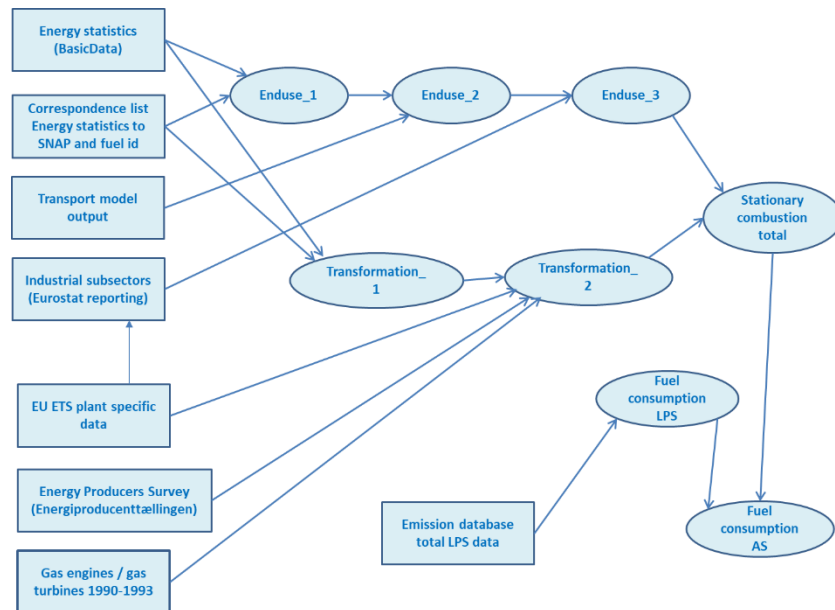 Energy statistics
(BasicData)
Enduse_1
Enduse_2
Enduse_3
Correspondence list
Energy statistics to
SNAP and fuel id
Transport model
output
Stationary
combustion
total
Industrial subsectors
(Eurostat reporting)
Transformation_
1
Transformation_
2
EU ETS plant specific
data
Fuel
consumption
LPS
Energy Producers Survey
(Energiproducenttællingen)
Emission database
total LPS data
Fuel
consumption
AS
Gas engines / gas
turbines 1990-1993